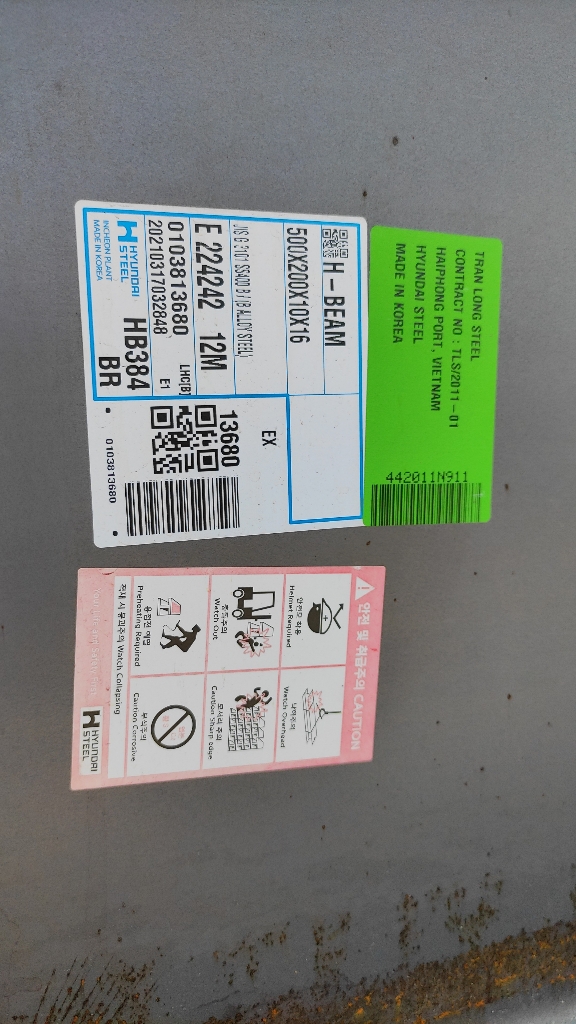 TRAN LONG STEEL
CONTRACT NO : TLS/2011-01
HAIPHONG PORT, VIETNAM
HYUNDAI STEEL
MADE IN KOREA
442011N911
H-BEAM
500X200X10X16
JIS G 3101 SS400 B / (B ALLOY STEEL)
E 224242 12M
0103813680 LHC[B]
20210317032848 E1
HYUNDAI
STEEL
INCHEON PLANT
MADE IN KOREA
HB384
BR
EX
13680
0103813680
안전 및 취급주의 CAUTION
안전모 착용
Helmet Required
낙하주의
Watch Overhead
충돌주의
Watch Out
모서리 주의
Caution Sharp edge
용접전 예열
Preheating Required
부식주의
Caution Corrosive
적재 시 붕괴주의 Watch Collapsing
HYUNDAI
STEEL